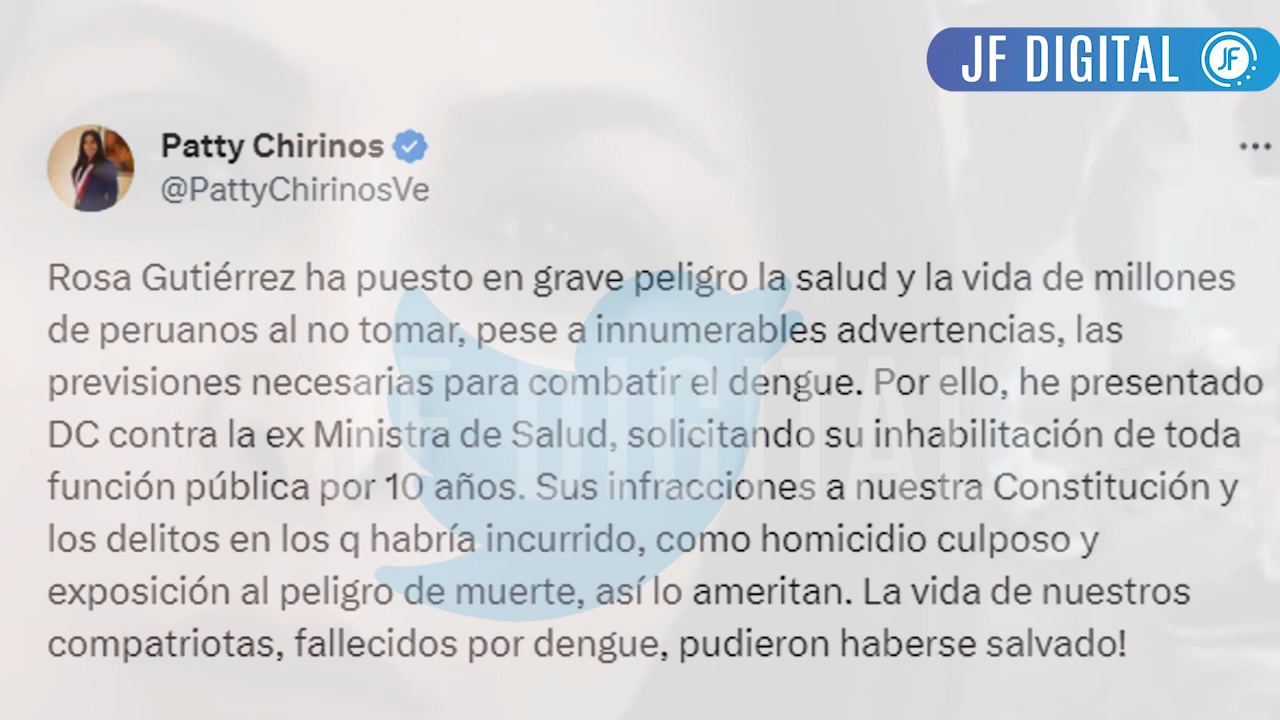 JF DIGITAL JF
Patty Chirinos
@PattyChirinosVe
Rosa Gutiérrez ha puesto en grave peligro la salud y la vida de millones
de peruanos al no tomar, pese a innumerables advertencias, las
previsiones necesarias para combatir el dengue. Por ello, he presentado
DC contra la ex Ministra de Salud, solicitando su inhabilitación de toda
función pública por 10 años. Sus infracciones a nuestra Constitución y
los delitos en los q habría incurrido, como homicidio culposo y
exposición al peligro de muerte, así lo ameritan. La vida de nuestros
compatriotas, fallecidos por dengue, pudieron haberse salvado!
JF DIGITAL